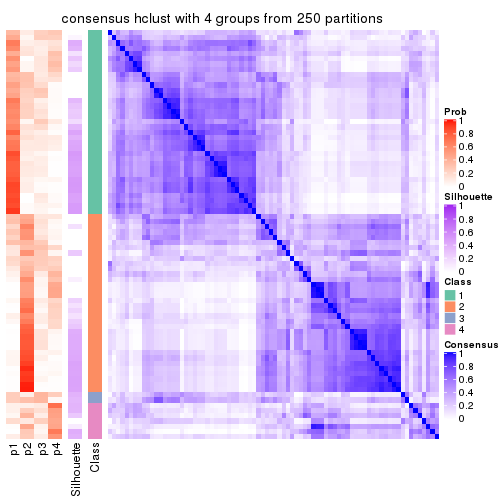 consensus hclust with 4 groups from 250 partitions
Prob
1
0.8
0.6
0.4
0.2
0
Silhouette
1
0.8
0.6
0.4
0.2
0
Class
1
2
3
4
Consensus
1
0.8
0.6
0.4
0.2
0
p1
p2
p3
p4
Silhouette
Class